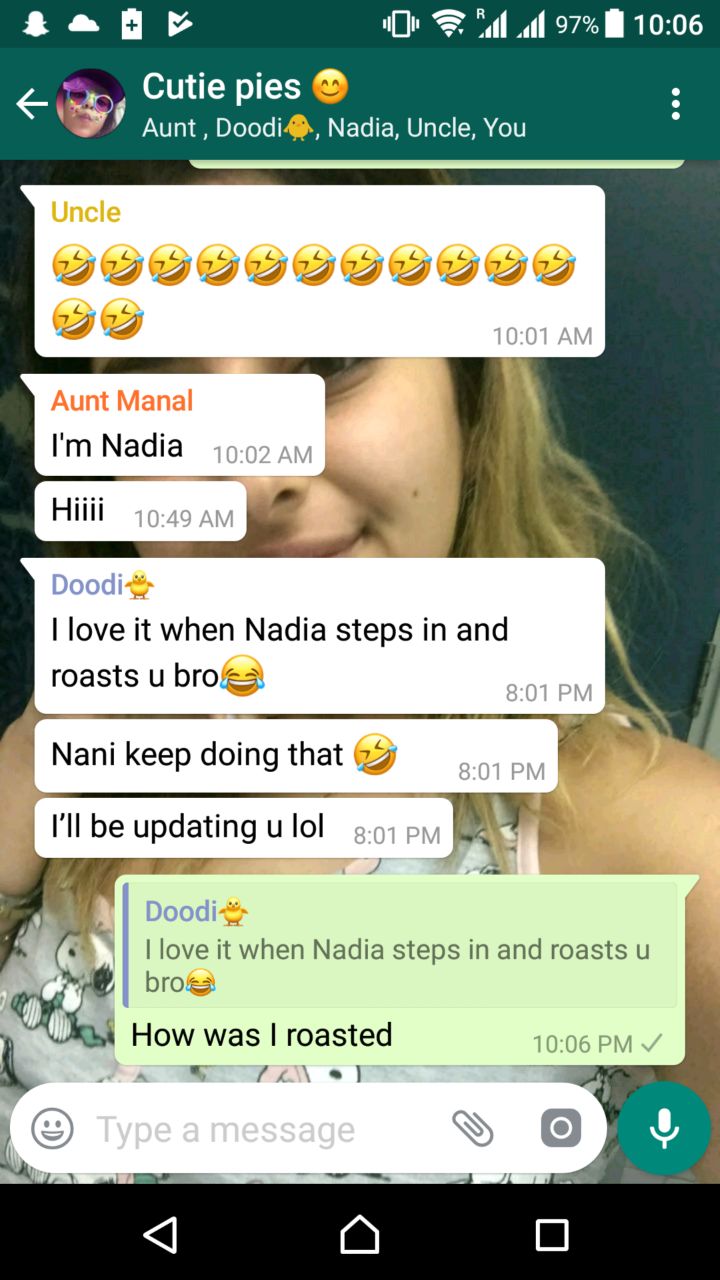 R 97% 10:06
Cutie pies 😊
Aunt , Doodi🐥, Nadia, Uncle, You
Uncle
🤣🤣🤣🤣🤣🤣🤣🤣🤣🤣🤣
🤣🤣
10:01 AM
Aunt Manal
I'm Nadia 10:02 AM
Hiiii 10:49 AM
Doodi🐥
I love it when Nadia steps in and
roasts u bro😂
8:01 PM
Nani keep doing that 🤣 8:01 PM
I’ll be updating u lol 8:01 PM
Doodi🐥
I love it when Nadia steps in and roasts u
bro😂
How was I roasted 10:06 PM
Type a message